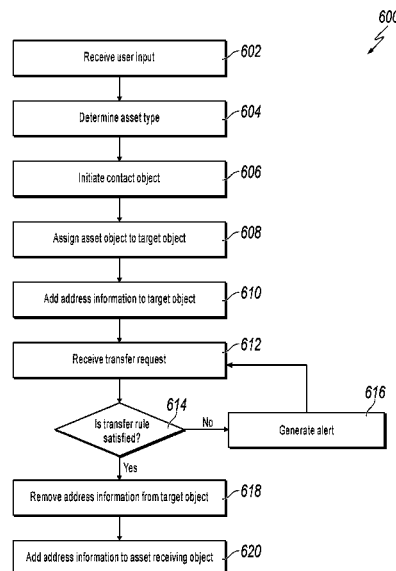 600
Receive user input
602
Determine asset type
604
Initiate contact object
606
Assign asset object to target object
608
Add address information to target object
610
Receive transfer request
612
Is transfer rule
satisfied?
614
No
Generate alert
616
Yes
Remove address information from target object
618
Add address information to asset receiving object
620